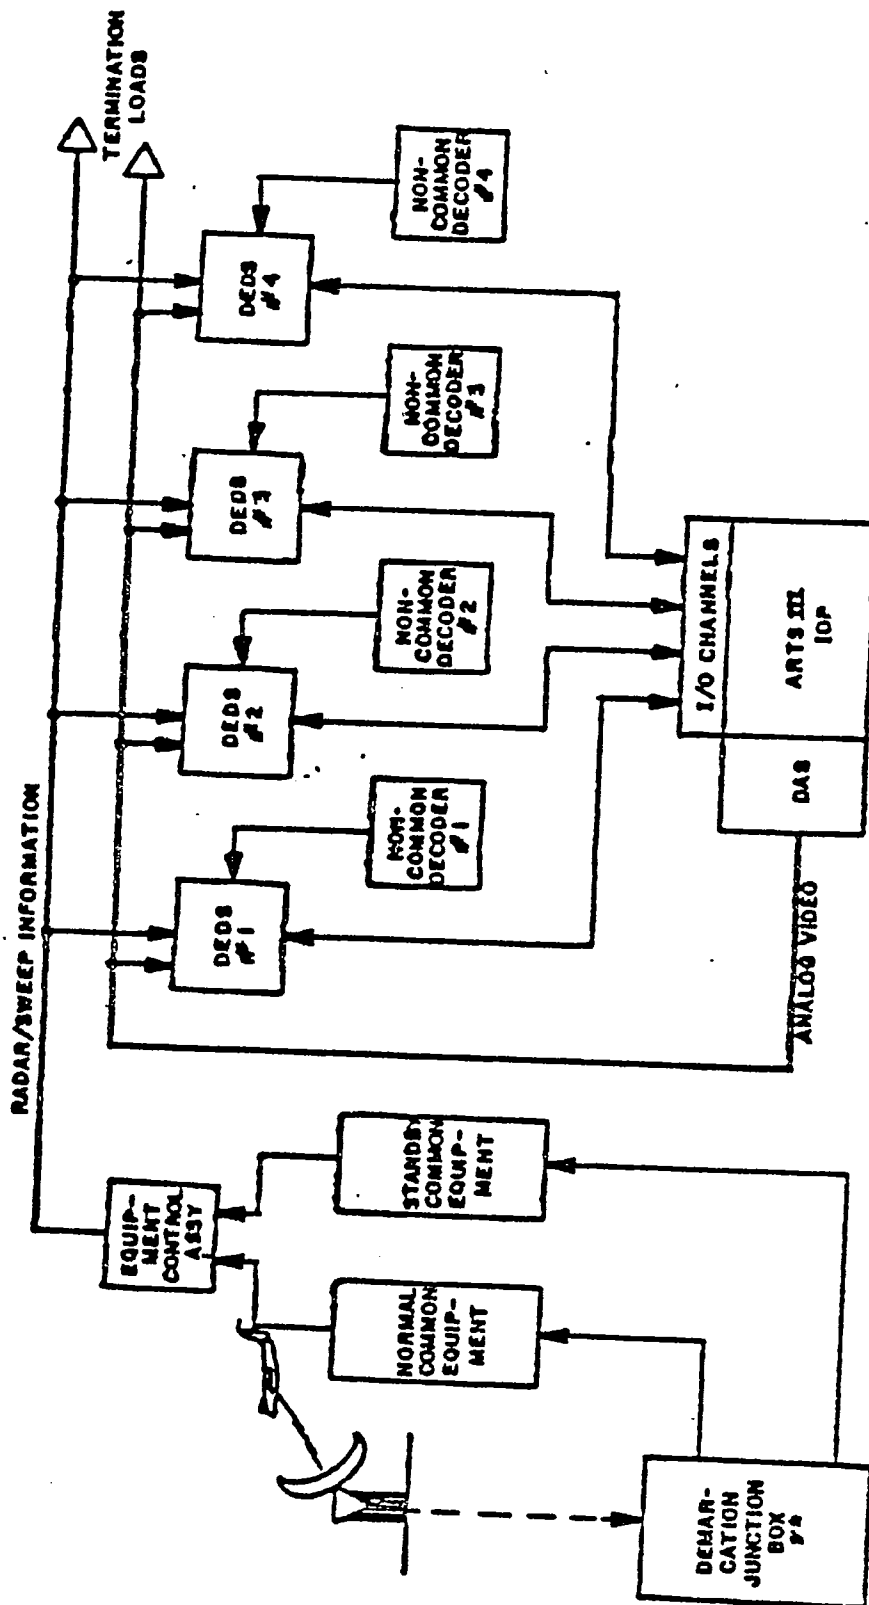 RADAR/SWEEP INFORMATION
TERMINATION
LOADS
EQUIP-
MENT
CONTROL
ASSY
DEDS
#1
DEDS
#2
DEDS
#3
DEDS
#4
NON-
COMMON
DECODER
#1
NON-
COMMON
DECODER
#2
NON-
COMMON
DECODER
#3
NON-
COMMON
DECODER
#4
NORMAL
COMMON
EQUIP-
MENT
STANDBY
COMMON
EQUIP-
MENT
DEMAR-
CATION
JUNCTION
BOX
ANALOG VIDEO
DAS
I/O CHANNELS
ARTS III
IOP